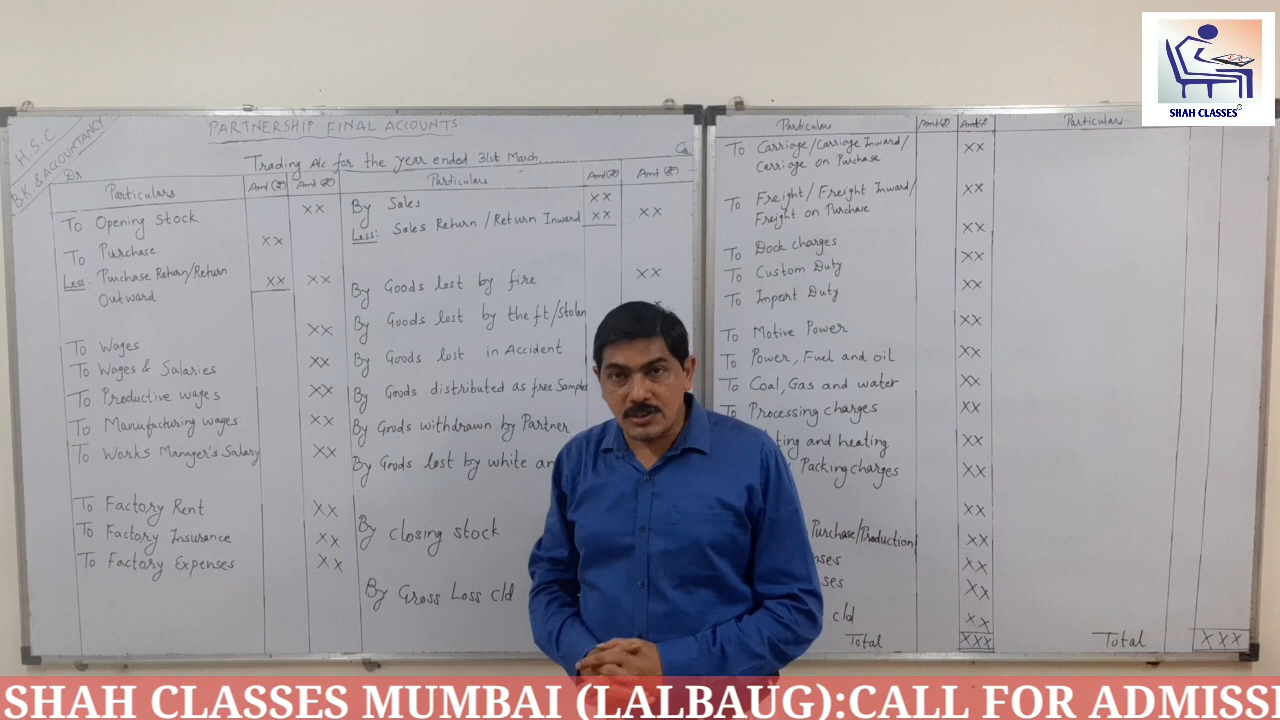 SHAH CLASSES
H.S.C
B.K & ACCOUNTANCY
PARTNERSHIP FINAL ACCOUNTS
Trading A/c for the year ended 31st March..........
Dr
Cr
Particulars Amt(₹) Amt(₹) Particulars Amt(₹) Amt(₹)
To Opening Stock XX
To Purchase XX
Less: Purchase Return/Return XX XX
Outward
To Wages XX
To Wages & Salaries XX
To Productive wages XX
To Manufacturing wages XX
To Works Manager's Salary XX
To Factory Rent XX
To Factory Insurance XX
To Factory Expenses XX
By Sales XX
Less: Sales Return/Return Inward XX XX
By Goods lost by fire XX
By Goods lost by theft/stolen
By Goods lost in Accident
By Goods distributed as free Samples
By Goods withdrawn by Partner
By Goods lost by white an
By closing stock
By Gross Loss c/d
Particular Amt(₹) Amt(₹) Particulars
To Carriage/Carriage Inward/ XX
Carriage on Purchase
To Freight/Freight Inward/ XX
Freight on Purchase
XX
To Dock charges XX
To Custom Duty XX
To Import Duty
XX
To Motive Power XX
To Power, Fuel and oil XX
To Coal, Gas and water XX
To Processing charges XX
ting and heating XX
Packing charges
XX
Purchase/Production XX
nses XX
ses XX
c/d XX
Total XXX Total XXX
SHAH CLASSES MUMBAI (LALBAUG):CALL FOR ADMISSI